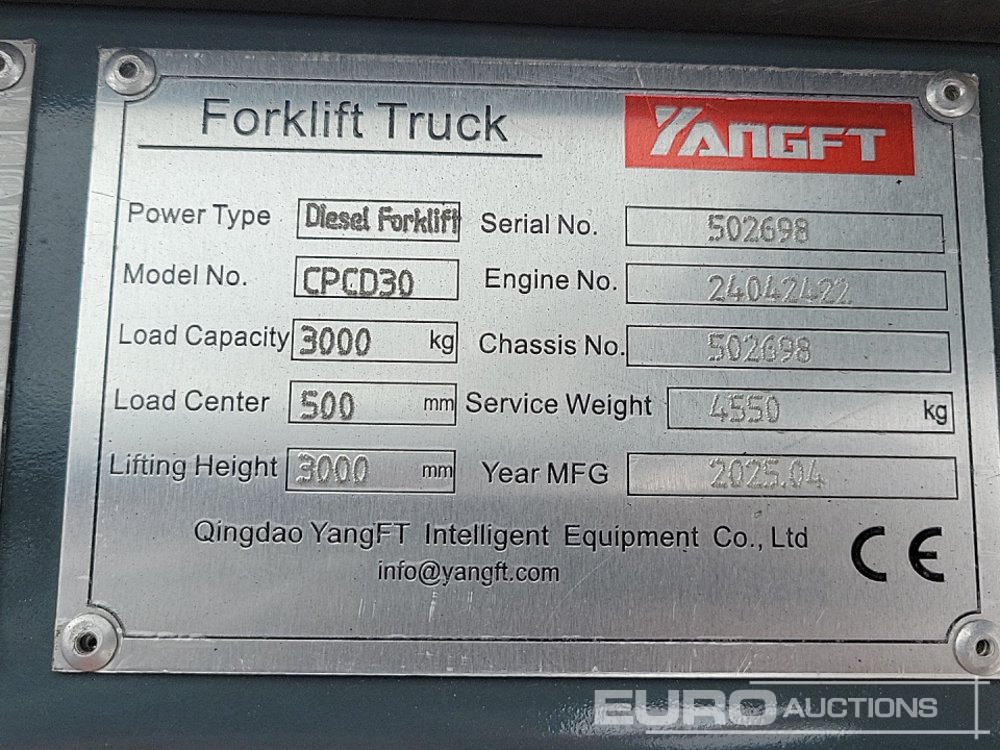 Forklift Truck YANGFT
Power Type Diesel Forklift Serial No. 502698
Model No. CPCD30 Engine No. 24042422
Load Capacity 3000 kg Chassis No. 502698
Load Center 500 mm Service Weight 4550 kg
Lifting Height 3000 mm Year MFG 2025.04
Qingdao YangFT Intelligent Equipment Co., Ltd
info@yangft.com
CE
EURO AUCTIONS